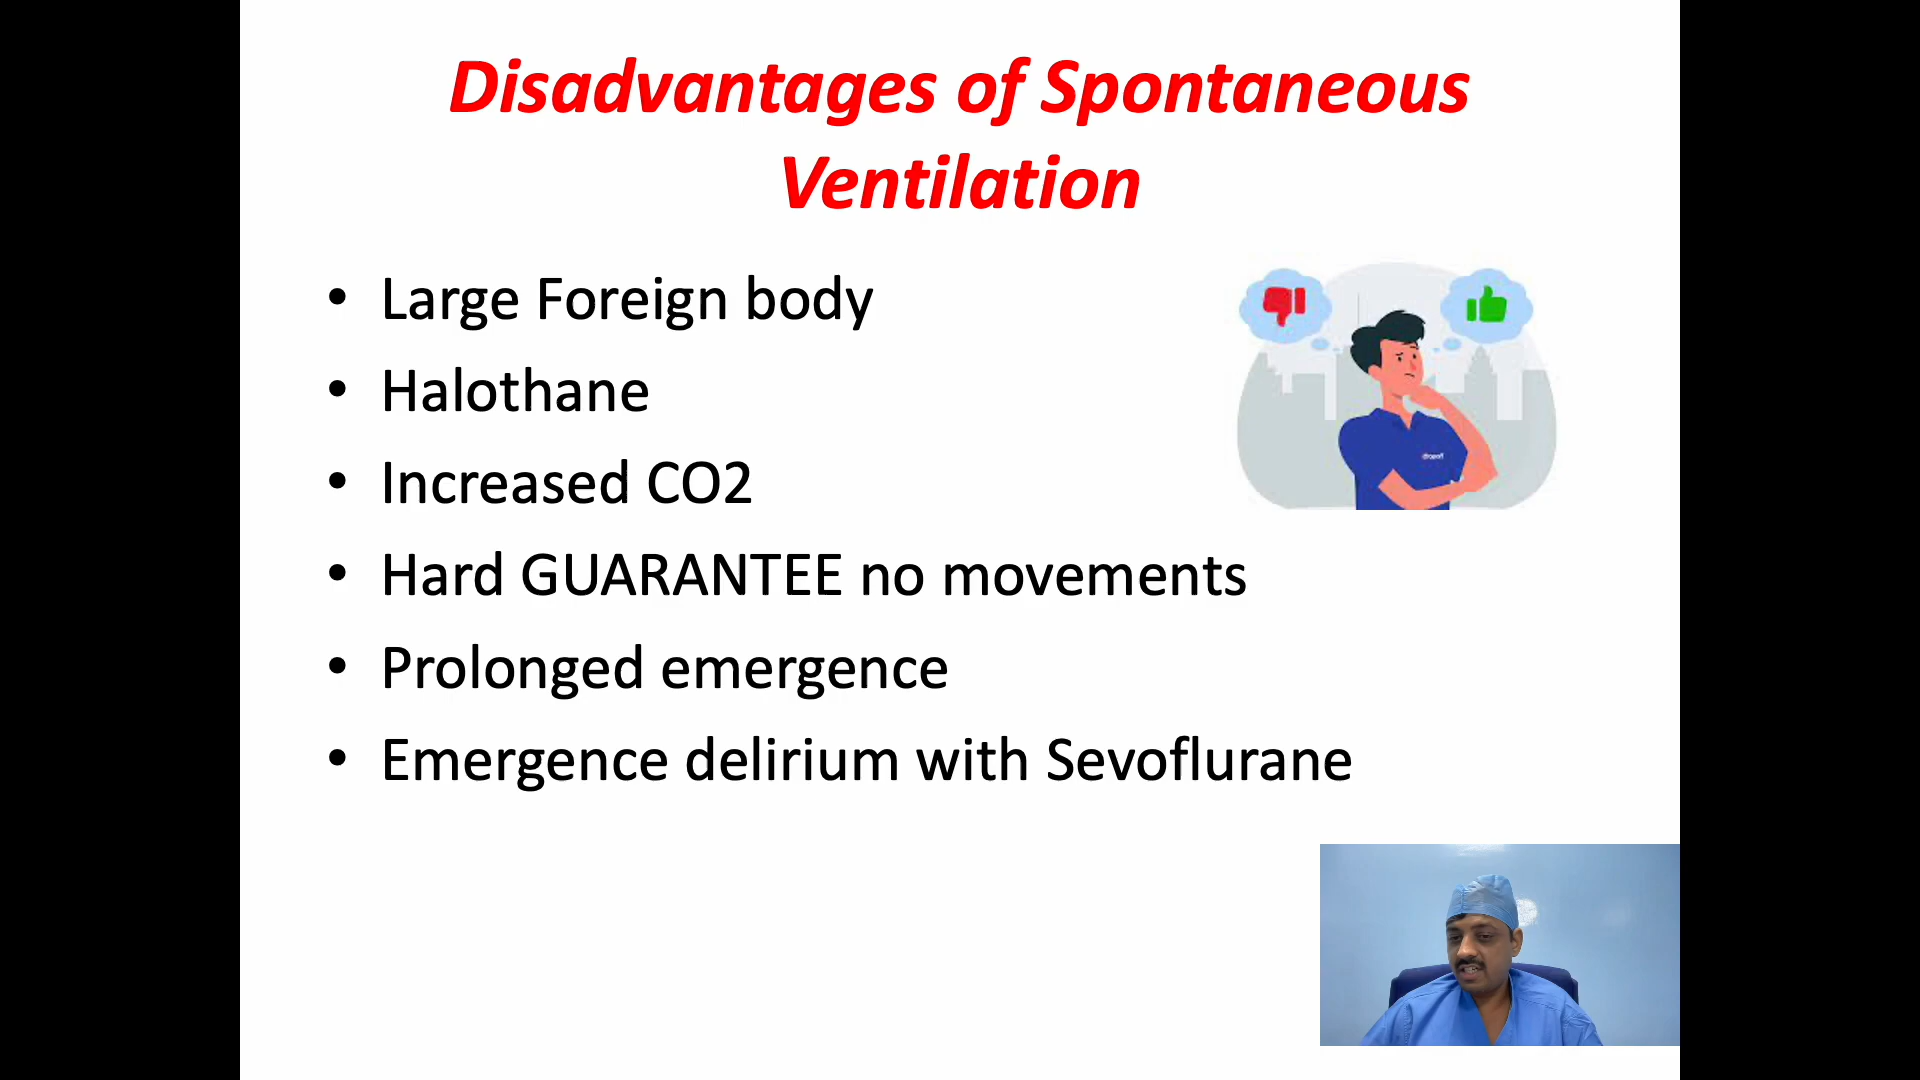 Disadvantages of Spontaneous
Ventilation
• Large Foreign body
• Halothane
• Increased CO2
• Hard GUARANTEE no movements
• Prolonged emergence
• Emergence delirium with Sevoflurane